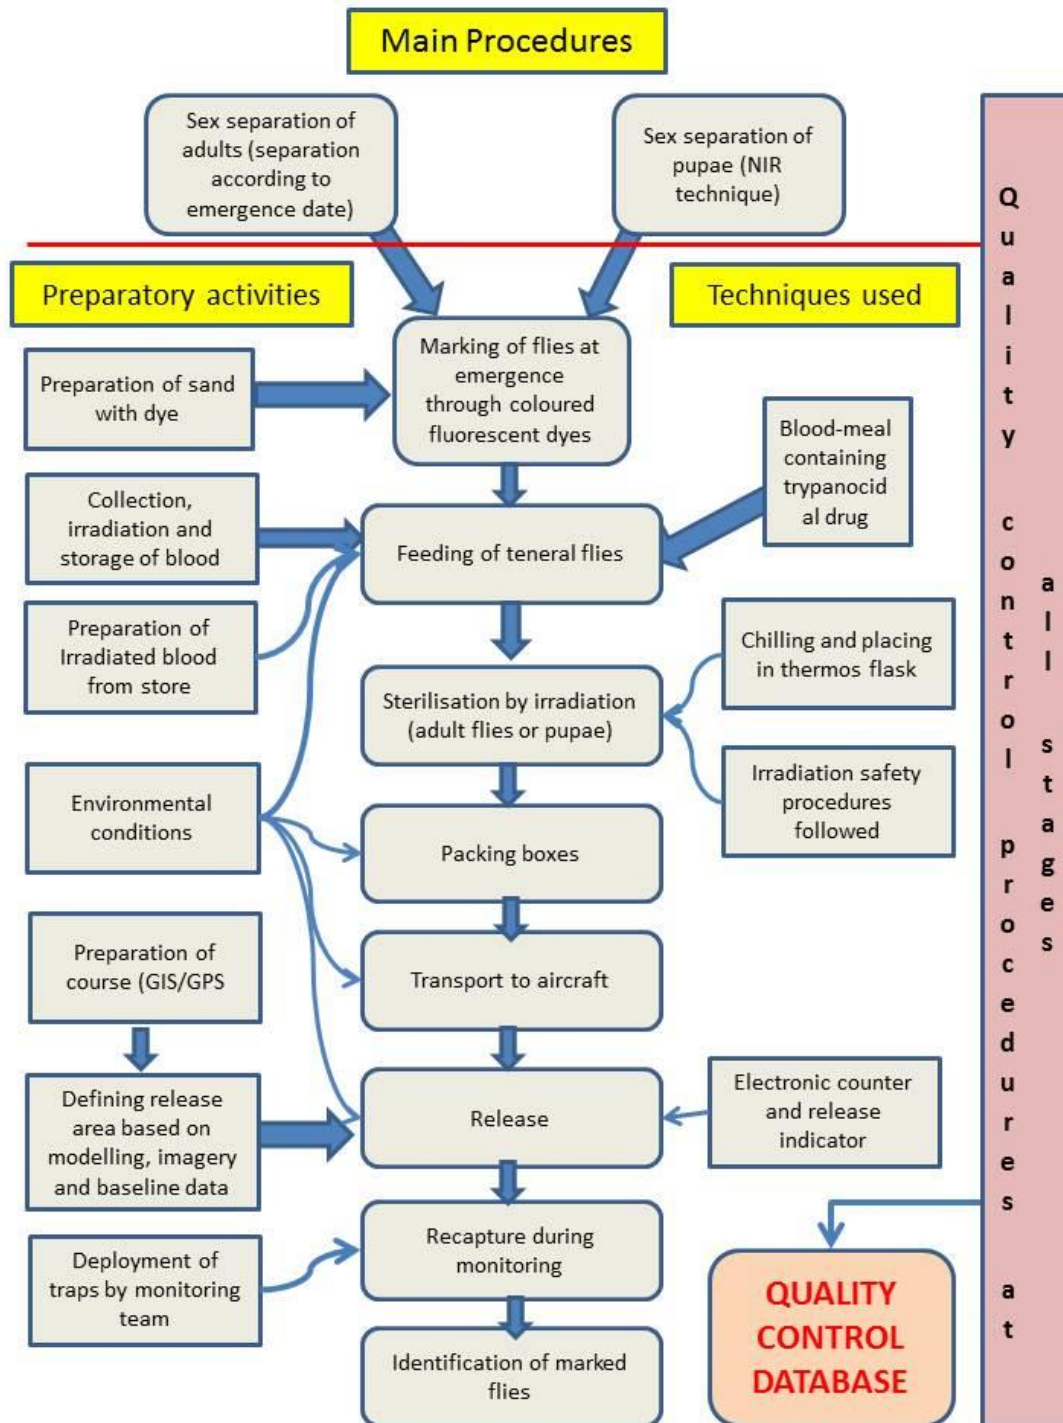 Main Procedures
Sex separation of
adults (separation
according to
emergence date)
Sex separation of
pupae (NIR
technique)
Preparatory activities
Techniques used
Marking of flies at
emergence
through coloured
fluorescent dyes
Preparation of sand
with dye
Blood-meal
containing
trypanocid
al drug
Collection,
irradiation and
storage of blood
Feeding of teneral flies
Preparation of
Irradiated blood
from store
Chilling and placing
in thermos flask
Sterilisation by irradiation
(adult flies or pupae)
Irradiation safety
procedures
followed
Environmental
conditions
Packing boxes
Preparation of
course (GIS/GPS
Transport to aircraft
Defining release
area based on
modelling, imagery
and baseline data
Release
Electronic counter
and release
indicator
Deployment of
traps by monitoring
team
Recapture during
monitoring
Identification of marked
flies
QUALITY
CONTROL
DATABASE
Quality control procedures at
all stages